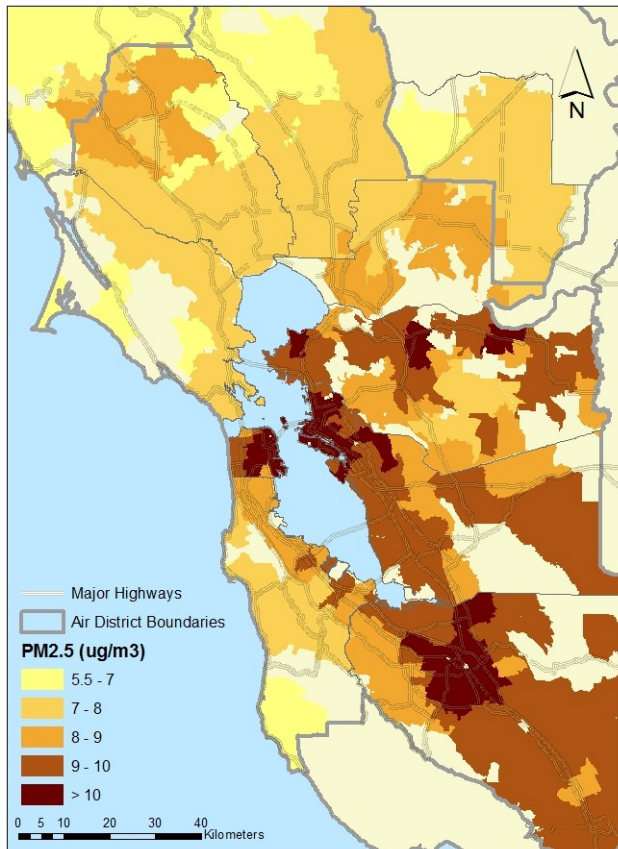 N
Major Highways
Air District Boundaries
PM2.5 (ug/m3)
5.5 - 7
7 - 8
8 - 9
9 - 10
> 10
0 5 10 20 30 40
Kilometers